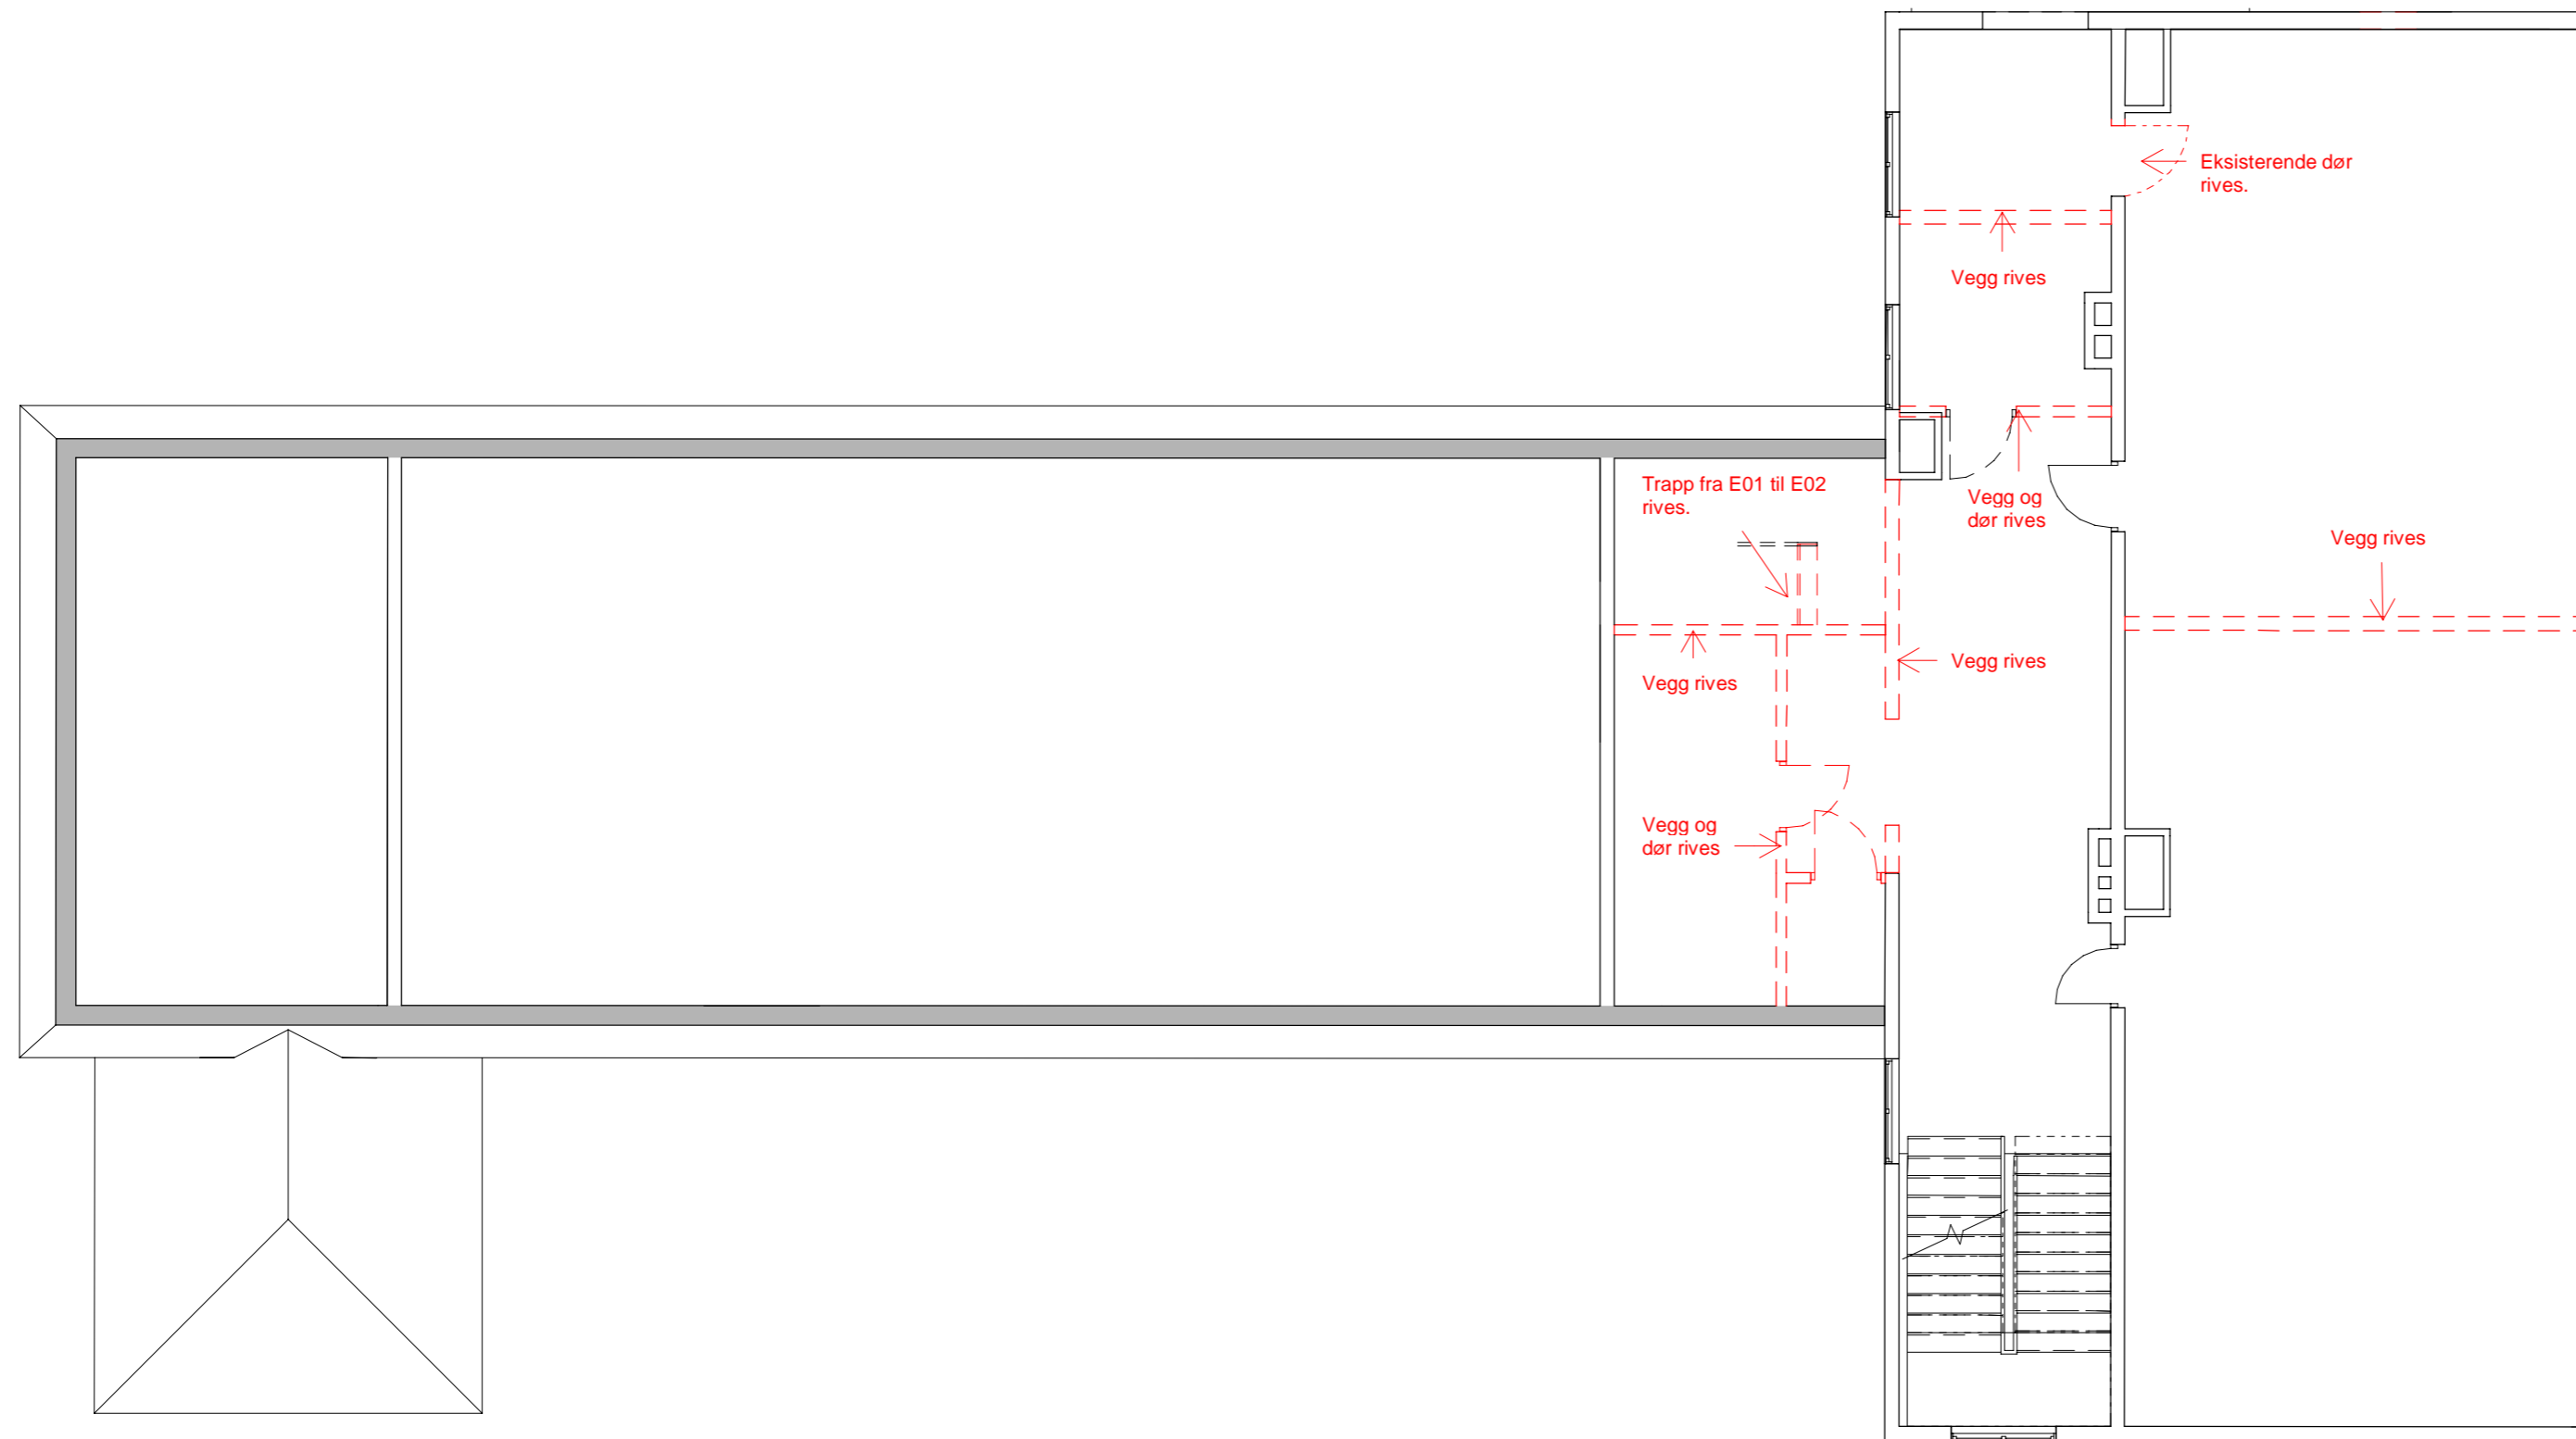 Eksisterende dør
rives.
Vegg rives
Trapp fra E01 til E02
rives.
Vegg og
dør rives
Vegg rives
Vegg rives
Vegg rives
Vegg og
dør rives